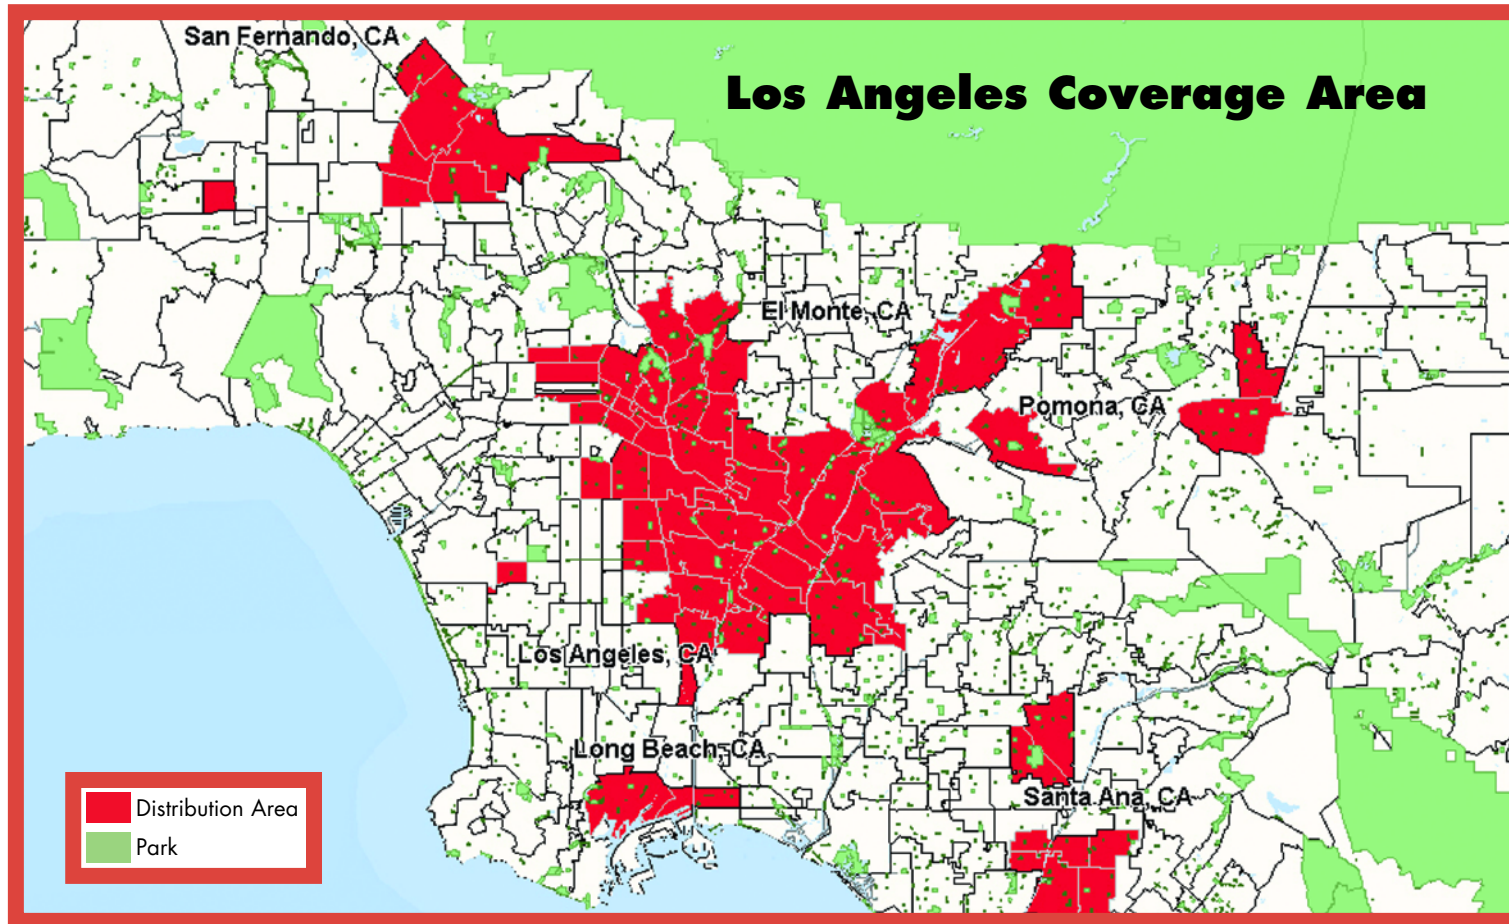 San Fernando, CA
Los Angeles Coverage Area
El Monte, CA
Pomona, CA
Los Angeles, CA
Long Beach, CA
Santa Ana, CA
Distribution Area
Park